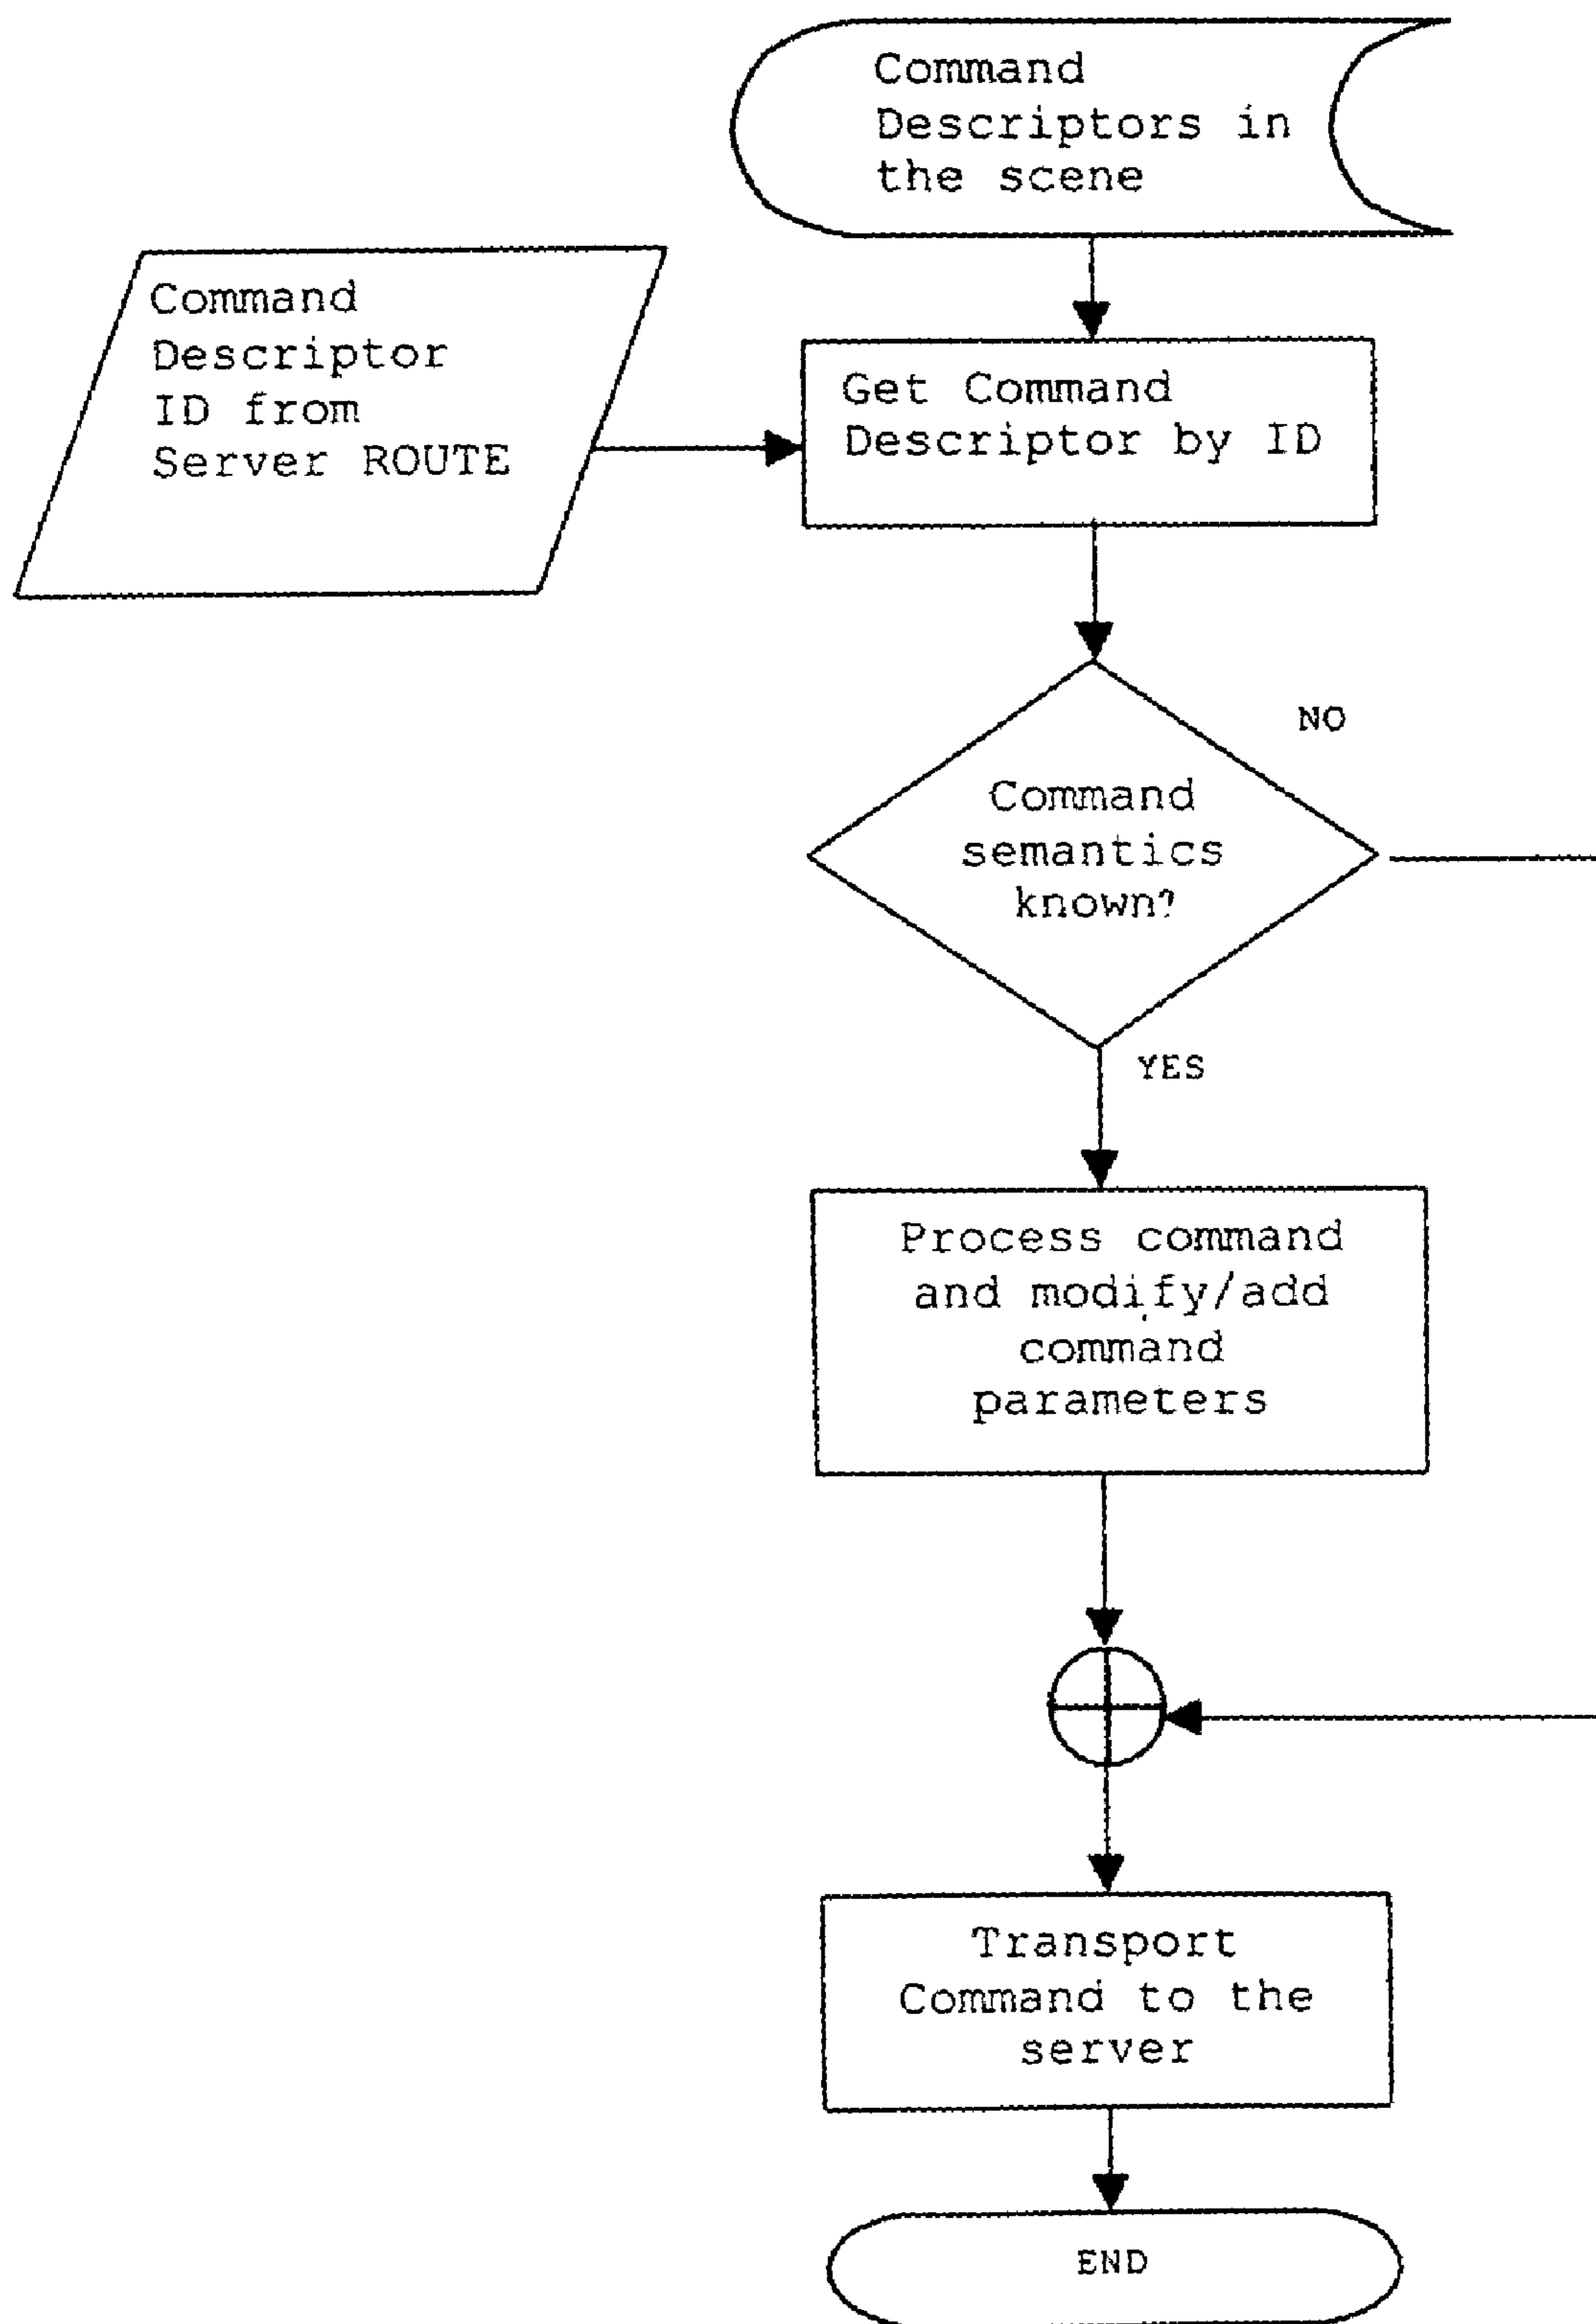 Command
Descriptors in
the scene
Command
Descriptor
ID from
Server ROUTE
Get Command
Descriptor by ID
NO
Command
semantics
known?
YES
Process command
and modify/add
command
parameters
Transport
Command to the
server
END